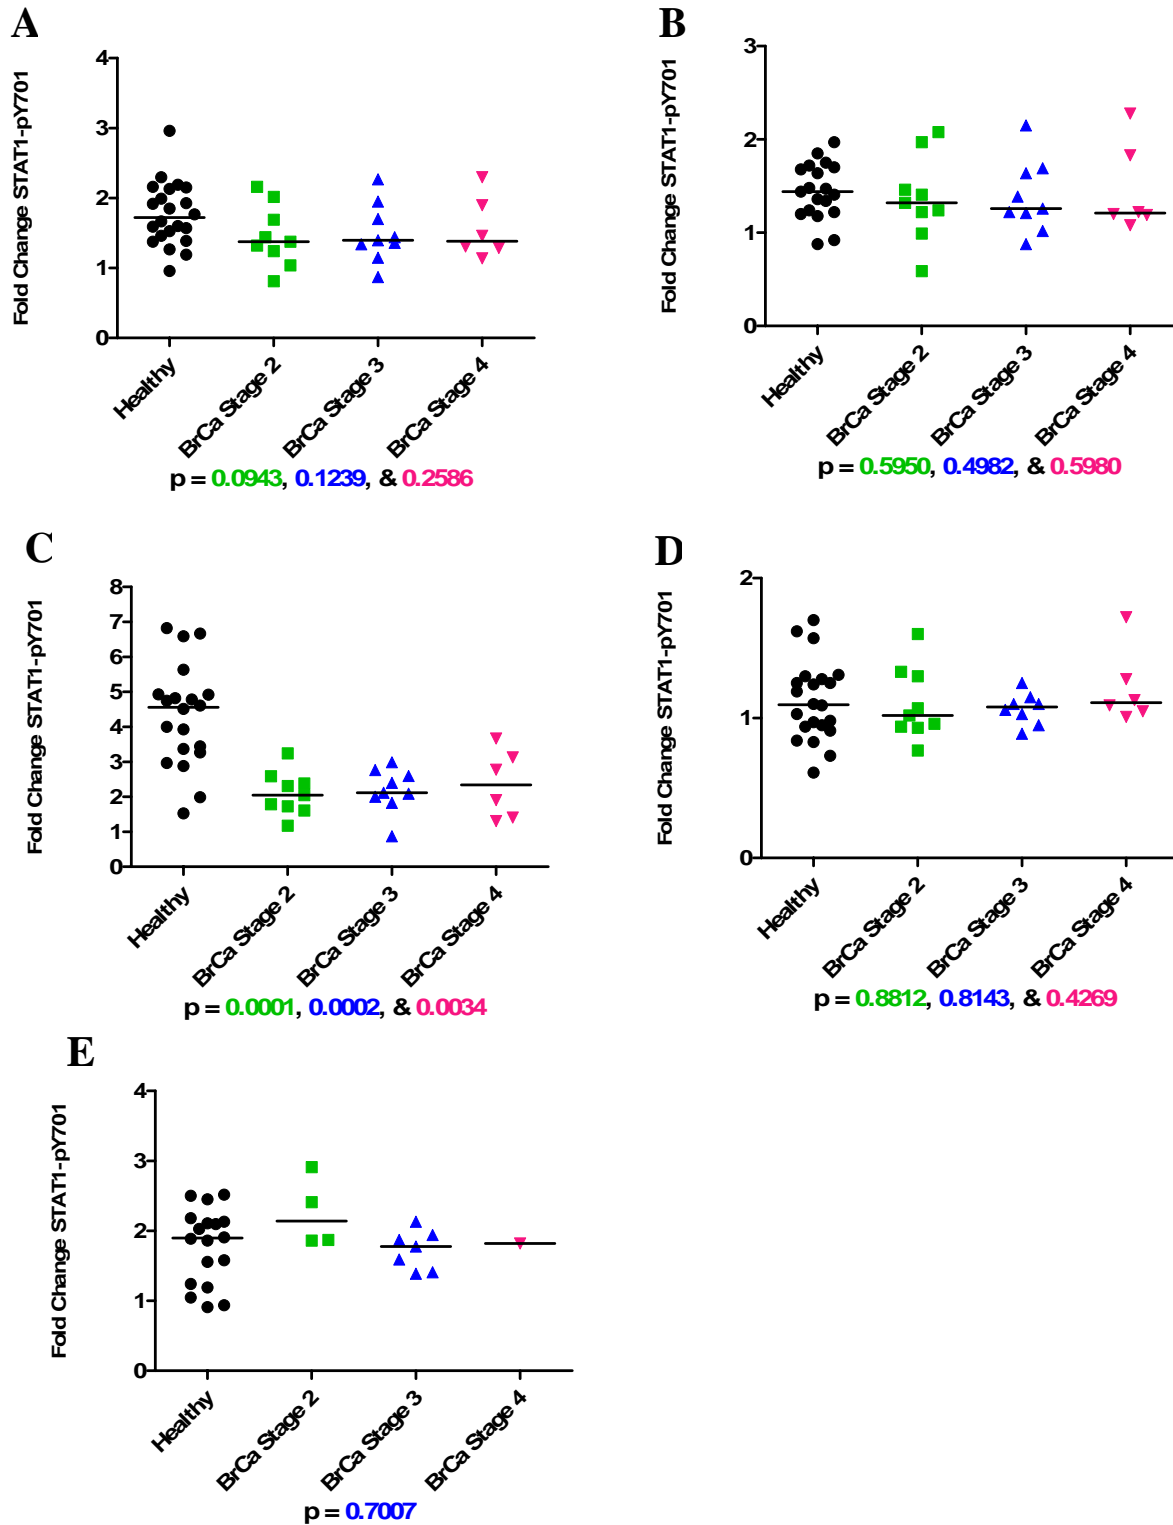 A
Fold Change STAT1-pY701
4
3
2
1
0
Healthy
BrCa Stage 2
BrCa Stage 3
BrCa Stage 4
p = 0.0943, 0.1239, & 0.2586
B
Fold Change STAT1-pY701
3
2
1
0
Healthy
BrCa Stage 2
BrCa Stage 3
BrCa Stage 4
p = 0.5950, 0.4982, & 0.5980
C
Fold Change STAT1-pY701
8
7
6
5
4
3
2
1
0
Healthy
BrCa Stage 2
BrCa Stage 3
BrCa Stage 4
p = 0.0001, 0.0002, & 0.0034
D
Fold Change STAT1-pY701
2
1
0
Healthy
BrCa Stage 2
BrCa Stage 3
BrCa Stage 4
p = 0.8812, 0.8143, & 0.4269
E
Fold Change STAT1-pY701
4
3
2
1
0
Healthy
BrCa Stage 2
BrCa Stage 3
BrCa Stage 4
p = 0.7007